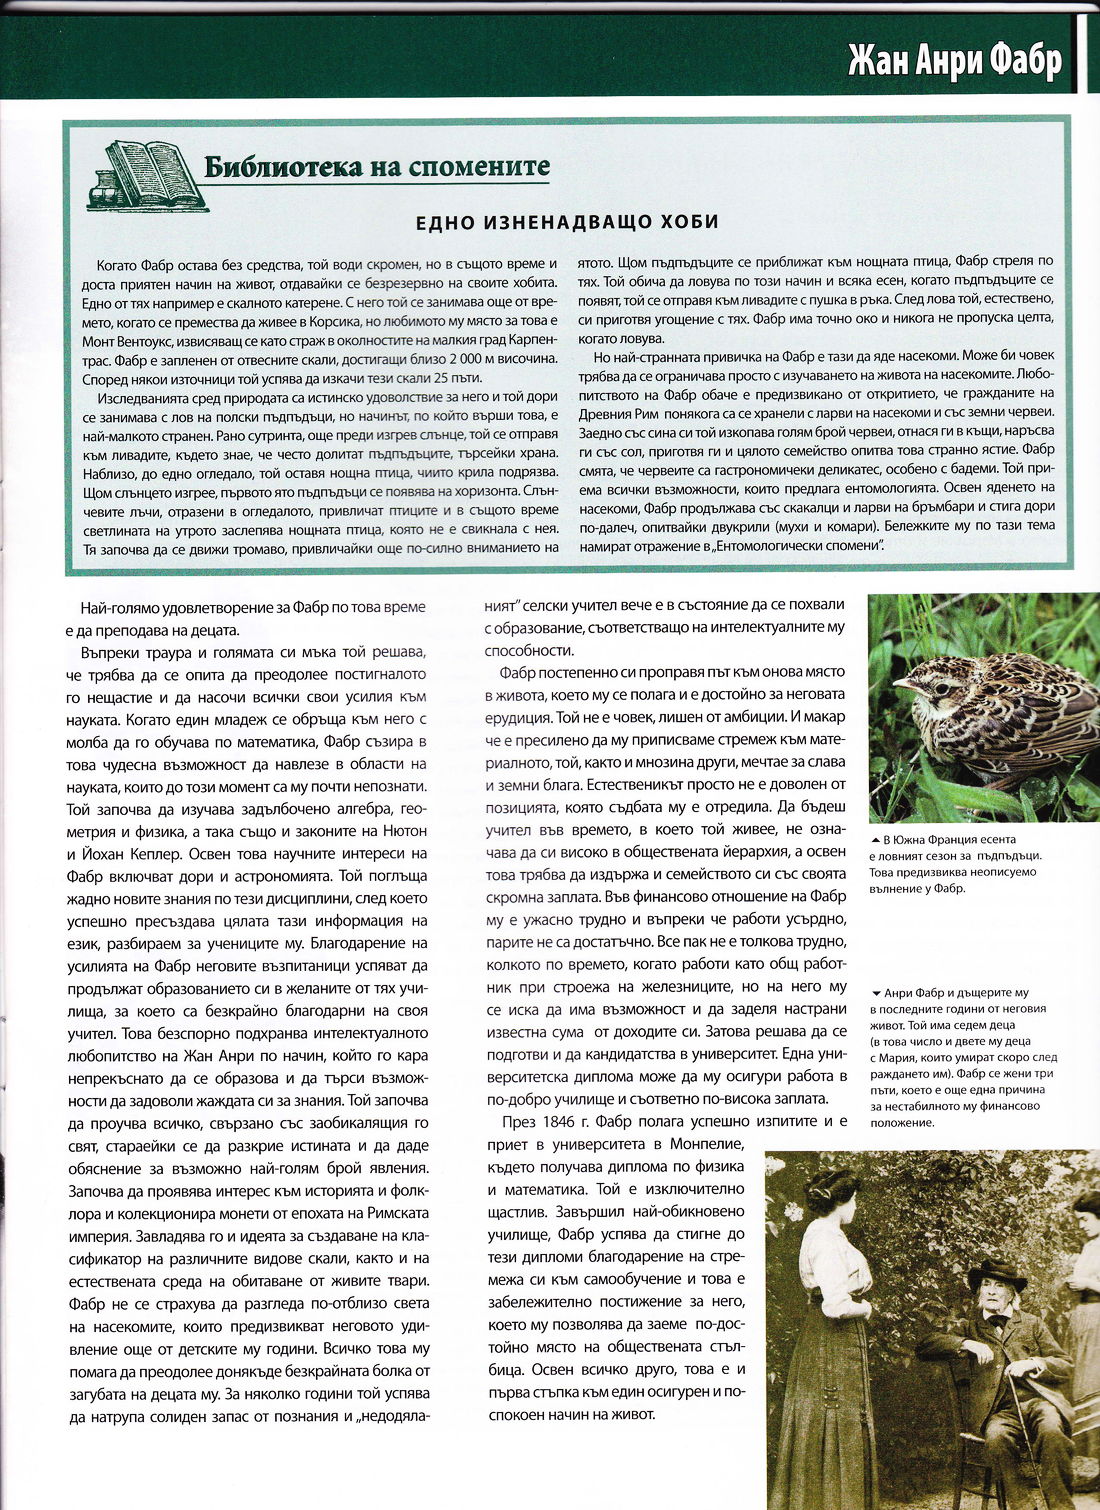 Жан Анри Фабр
Библиотека на спомените
ЕДНО ИЗНЕНАДВАЩО ХОБИ
Когато Фабр остава без средства, той води скромен, но в същото време и
доста приятен начин на живот, отдавайки се безрезервно на своите хобита.
Едно от тях например е скалното катерене. С него той се занимава още от вре-
мето, когато се премества да живее в Корсика, но любимото му място за това е
Монт Вентоукс, извисяващ се като страж в околностите на малкия град Карпен-
трас. Фабр е запленен от отвесните скали, достигащи близо 2 000 м височина.
Според някои източници той успява да изкачи тези скали 25 пъти.
Изследванията сред природата са истинско удоволствие за него и той дори
се занимава с лов на полски пъдпъдъци, но начинът, по който върши това, е
най-малкото странен. Рано сутринта, още преди изгрев слънце, той се отправя
към ливадите, където знае, че често долитат пъдпъдъците, търсейки храна.
Наблизо, до едно огледало, той оставя нощна птица, чиито крила подрязва.
Щом слънцето изгрее, първото ято пъдпъдъци се появява на хоризонта. Слън-
чевите лъчи, отразени в огледалото, привличат птиците и в същото време
светлината на утрото заслепява нощната птица, която не е свикнала с нея.
Тя започва да се движи тромаво, привличайки още по-силно вниманието на
ятото. Щом пъдпъдъците се приближат към нощната птица, Фабр стреля по
тях. Той обича да ловува по този начин и всяка есен, когато пъдпъдъците се
появят, той се отправя към ливадите с пушка в ръка. След лова той, естествено,
си приготвя угощение с тях. Фабр има точно око и никога не пропуска целта,
когато ловува.
Но най-странната привичка на Фабр е тази да яде насекоми. Може би човек
трябва да се ограничава просто с изучаването на живота на насекомите. Любо-
питството на Фабр обаче е предизвикано от откритието, че гражданите на
Древния Рим понякога са се хранели с ларви на насекоми и със земни червеи.
Заедно със сина си той изкопава голям брой червеи, отнася ги в къщи, наръсва
ги със сол, приготвя ги и цялото семейство опитва това странно ястие. Фабр
смята, че червеите са гастрономически деликатес, особено с бадеми. Той при-
ема всички възможности, които предлага ентомологията. Освен яденето на
насекоми, Фабр продължава със скакалци и ларви на бръмбари и стига дори
по-далеч, опитвайки двукрили (мухи и комари). Бележките му по тази тема
намират отражение в „Ентомологически спомени”.
Най-голямо удовлетворение за Фабр по това време
е да преподава на децата.
Въпреки траура и голямата си мъка той решава,
че трябва да се опита да преодолее постигналото
го нещастие и да насочи всички свои усилия към
науката. Когато един младеж се обръща към него с
молба да го обучава по математика, Фабр съзира в
това чудесна възможност да навлезе в области на
науката, които до този момент са му почти непознати.
Той започва да изучава задълбочено алгебра, гео-
метрия и физика, а така също и законите на Нютон
и Йохан Кеплер. Освен това научните интереси на
Фабр включват дори и астрономията. Той поглъща
жадно новите знания по тези дисциплини, след което
успешно пресъздава цялата тази информация на
език, разбираем за учениците му. Благодарение на
усилията на Фабр неговите възпитаници успяват да
продължат образованието си в желаните от тях учи-
лища, за което са безкрайно благодарни на своя
учител. Това безспорно подхранва интелектуалното
любопитство на Жан Анри по начин, който го кара
непрекъснато да се образова и да търси възмож-
ности да задоволи жаждата си за знания. Той започва
да проучва всичко, свързано със заобикалящия го
свят, стараейки се да разкрие истината и да даде
обяснение за възможно най-голям брой явления.
Започва да проявява интерес към историята и фолк-
лора и колекционира монети от епохата на Римската
империя. Завладява го и идеята за създаване на кла-
сификатор на различните видове скали, както и на
естествената среда на обитаване от живите твари.
Фабр не се страхува да разгледа по-отблизо света
на насекомите, които предизвикват неговото уди-
вление още от детските му години. Всичко това му
помага да преодолее донякъде безкрайната болка от
загубата на децата му. За няколко години той успява
да натрупа солиден запас от познания и „недодяла-
ният” селски учител вече е в състояние да се похвали
с образование, съответстващо на интелектуалните му
способности.
Фабр постепенно си проправя път към онова място
в живота, което му се полага и е достойно за неговата
ерудиция. Той не е човек, лишен от амбиции. И макар
че е пресилено да му приписваме стремеж към мате-
риалното, той, както и мнозина други, мечтае за слава
и земни блага. Естественикът просто не е доволен от
позицията, която съдбата му е отредила. Да бъдеш
учител във времето, в което той живее, не озна-
чава да си високо в обществената йерархия, а освен
това трябва да издържа и семейството си със своята
скромна заплата. Във финансово отношение на Фабр
му е ужасно трудно и въпреки че работи усърдно,
парите не са достатъчно. Все пак не е толкова трудно,
колкото по времето, когато работи като общ работ-
ник при строежа на железниците, но на него му
се иска да има възможност и да заделя настрани
известна сума от доходите си. Затова решава да се
подготви и да кандидатства в университет. Една уни-
верситетска диплома може да му осигури работа в
по-добро училище и съответно по-висока заплата.
През 1846 г. Фабр полага успешно изпитите и е
приет в университета в Монпелие,
където получава диплома по физика
и математика. Той е изключително
щастлив. Завършил най-обикновено
училище, Фабр успява да стигне до
тези дипломи благодарение на стре-
межа си към самообучение и това е
забележително постижение за него,
което му позволява да заеме по-дос-
тойно място на обществената стъл-
бица. Освен всичко друго, това е и
първа стъпка към един осигурен и по-
спокоен начин на живот.
В Южна Франция есента
е ловният сезон за пъдпъдъци.
Това предизвиква неописуемо
вълнение у Фабр.
Анри Фабр и дъщерите му
в последните години от неговия
живот. Той има седем деца
(в това число и двете му деца
с Мария, които умират скоро след
раждането им). Фабр се жени три
пъти, което е още една причина
за нестабилното му финансово
положение.